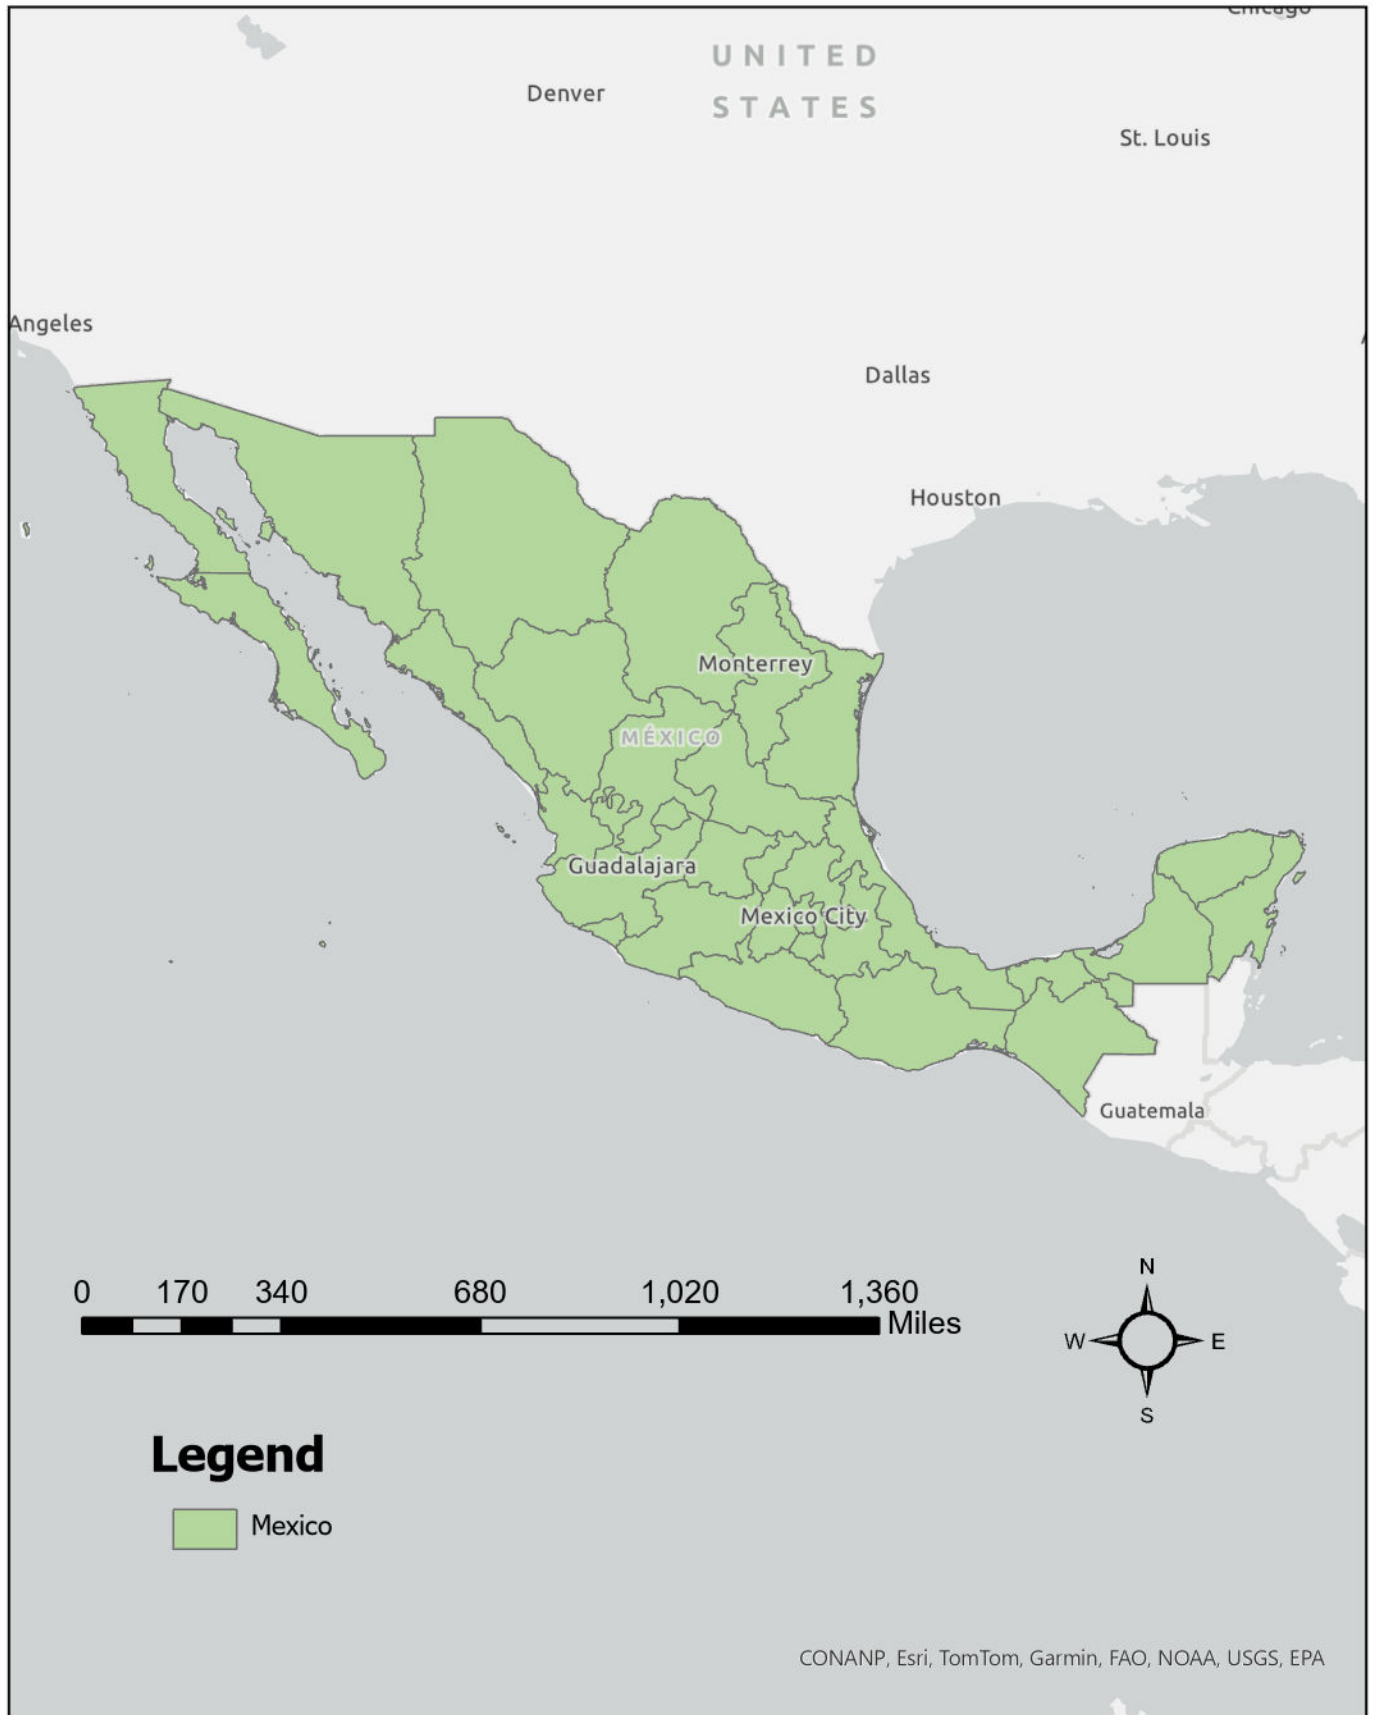 Chicago
UNITED
STATES
Denver
St. Louis
Angeles
Dallas
Houston
Monterrey
MÉXICO
Guadalajara
Mexico City
Guatemala
0 170 340 680 1,020 1,360
Miles
N
W E
S
Legend
Mexico
CONANP, Esri, TomTom, Garmin, FAO, NOAA, USGS, EPA